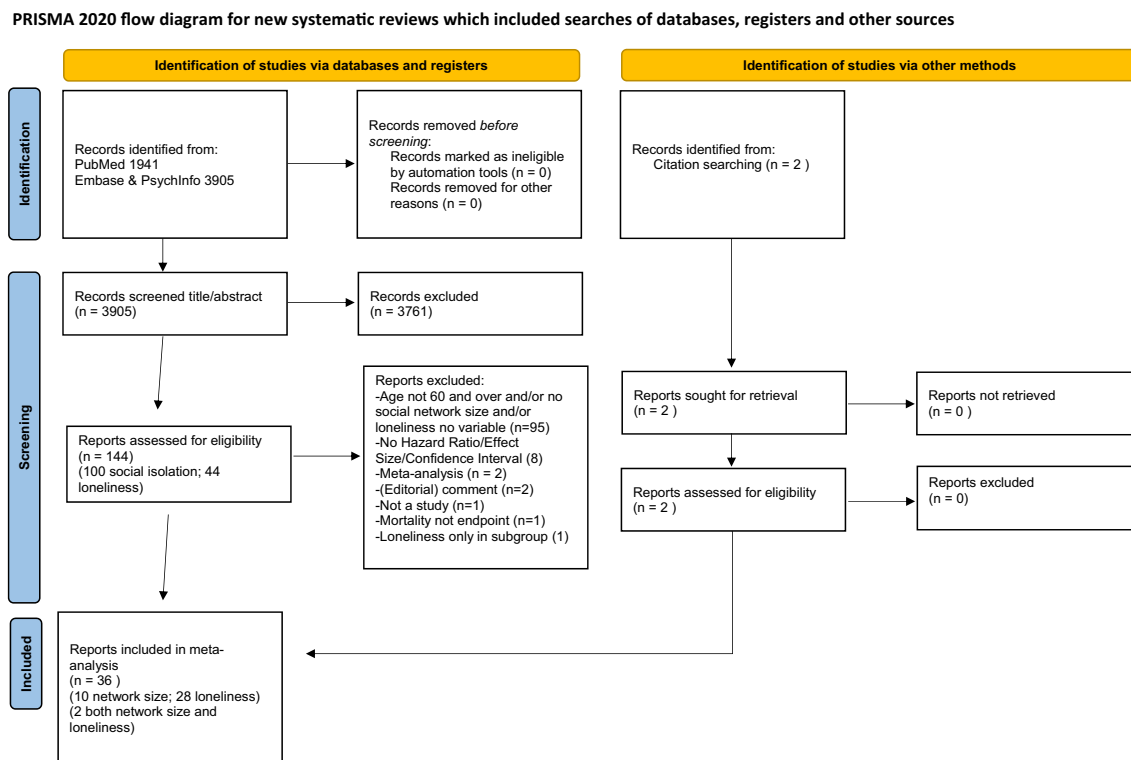 PRISMA 2020 flow diagram for new systematic reviews which included searches of databases, registers and other sources
Identification of studies via databases and registers
Identification of studies via other methods
Identification
Records identified from:
PubMed 1941
Embase & PsychInfo 3905
Records removed before
screening:
Records marked as ineligible
by automation tools (n = 0)
Records removed for other
reasons (n = 0)
Records identified from:
Citation searching (n = 2 )
Screening
Records screened title/abstract
(n = 3905)
Records excluded
(n = 3761)
Reports assessed for eligibility
(n = 144)
(100 social isolation; 44
loneliness)
Reports excluded:
-Age not 60 and over and/or no
social network size and/or
loneliness no variable (n=95)
-No Hazard Ratio/Effect
Size/Confidence Interval (8)
-Meta-analysis (n = 2)
-(Editorial) comment (n=2)
-Not a study (n=1)
-Mortality not endpoint (n=1)
-Loneliness only in subgroup (1)
Reports sought for retrieval
(n = 2 )
Reports not retrieved
(n = 0 )
Reports assessed for eligibility
(n = 2 )
Reports excluded
(n = 0)
Included
Reports included in meta-
analysis
(n = 36 )
(10 network size; 28 loneliness)
(2 both network size and
loneliness)